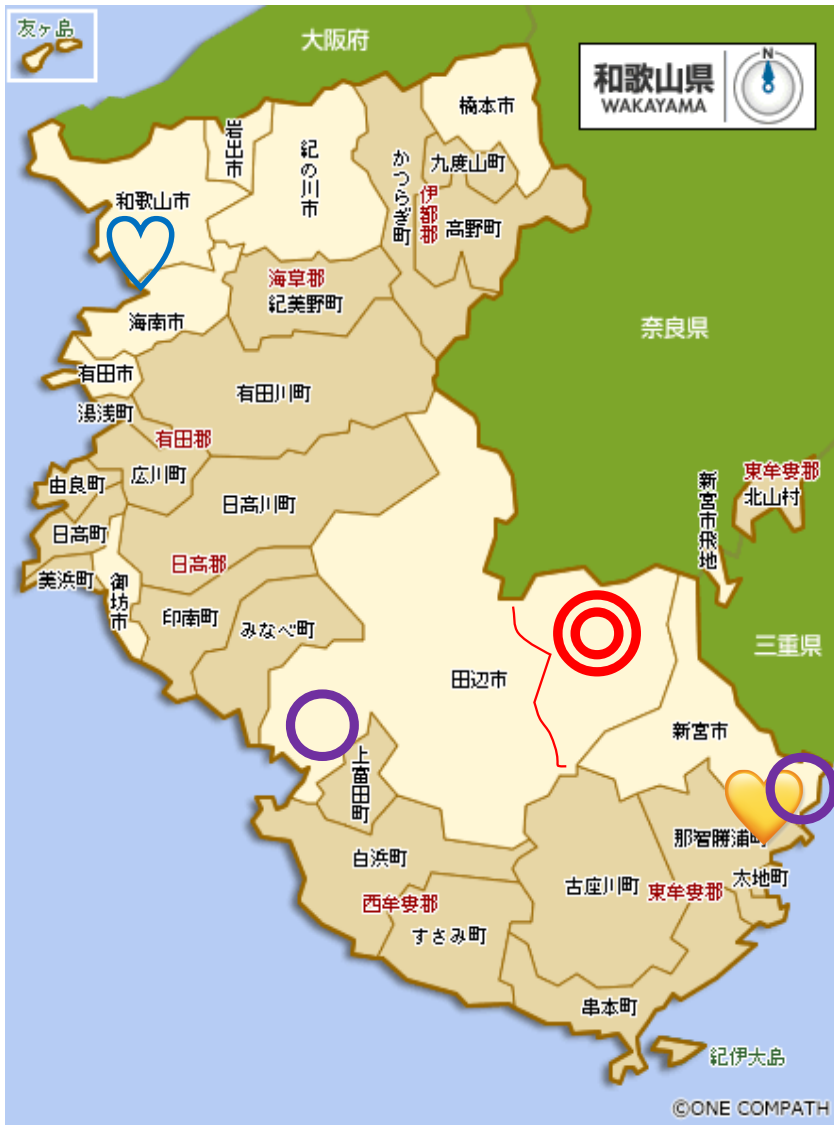 友ヶ島
大阪府
和歌山県
WAKAYAMA
N
橋本市
岩出市
紀の川市
かつらぎ町
九度山町
伊都郡
高野町
和歌山市
海草郡
紀美野町
海南市
奈良県
有田市
有田川町
湯浅町
有田郡
広川町
由良町
日高川町
東牟婁郡
北山村
新宮市飛地
日高町
日高郡
美浜町
御坊市
印南町
みなべ町
三重県
田辺市
新宮市
上富田町
那智勝浦町
白浜町
太地町
古座川町
東牟婁郡
西牟婁郡
すさみ町
串本町
紀伊大島
©ONE COMPATH